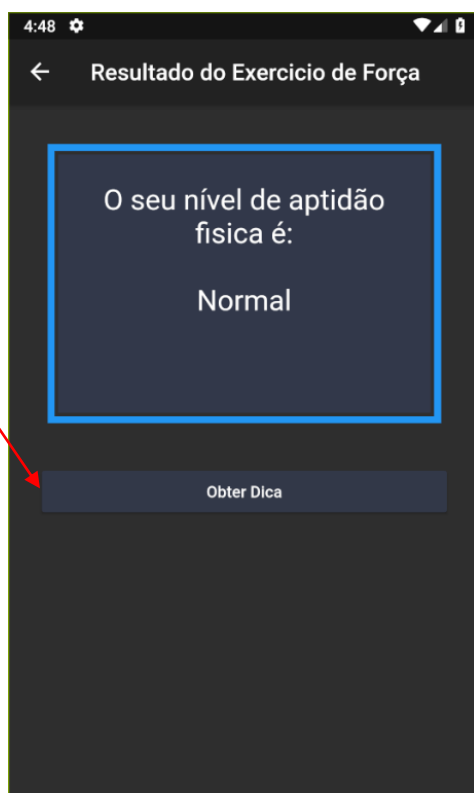 4:48
Resultado do Exercicio de Força
O seu nível de aptidão
fisica é:
Normal
Obter Dica